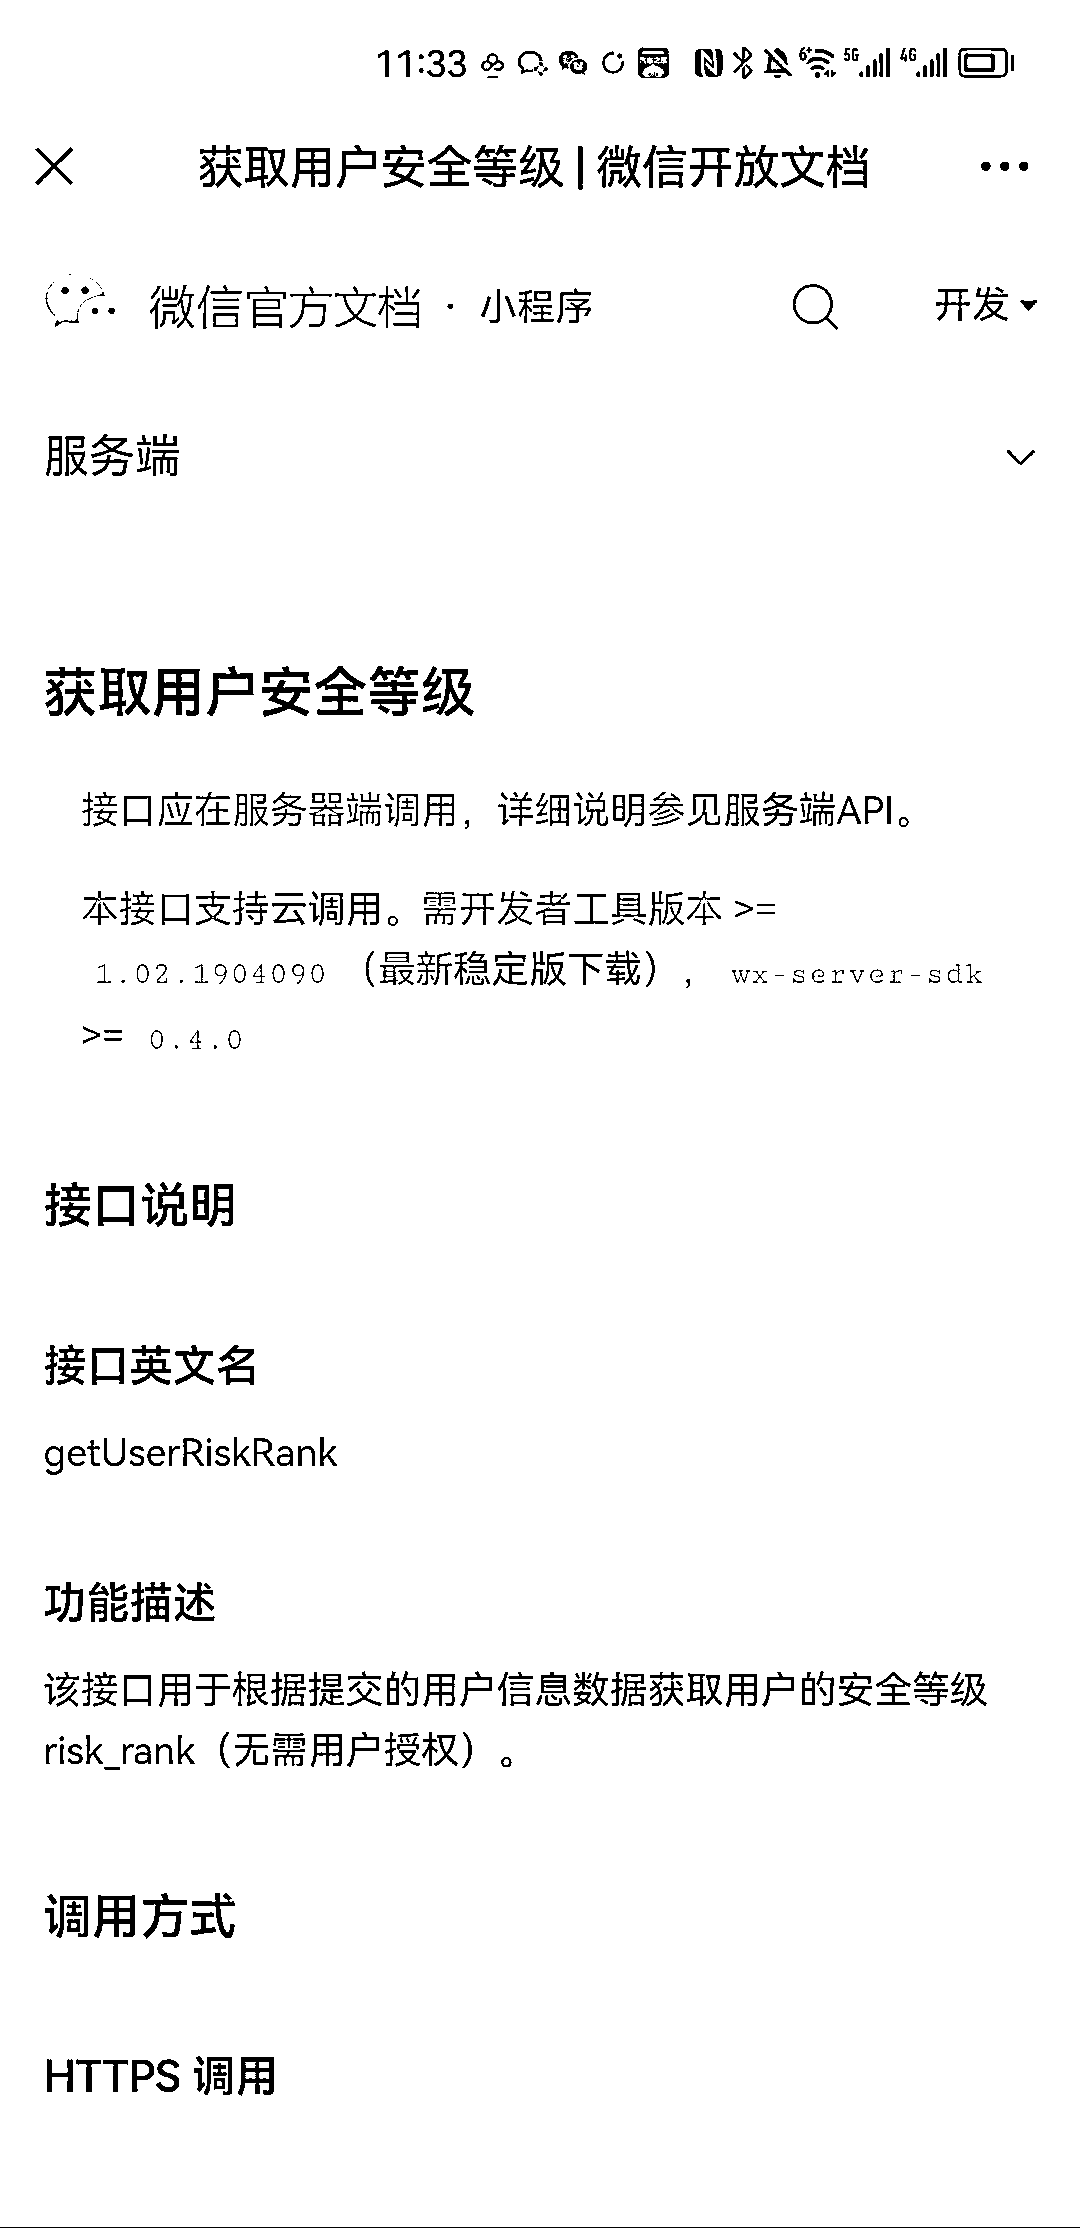 11:33
获取用户安全等级 | 微信开放文档
微信官方文档 · 小程序
开发
服务端
获取用户安全等级
接口应在服务器端调用，详细说明参见服务端API。
本接口支持云调用。需开发者工具版本 >=
1.02.1904090 （最新稳定版下载）， wx-server-sdk
>= 0.4.0
接口说明
接口英文名
getUserRiskRank
功能描述
该接口用于根据提交的用户信息数据获取用户的安全等级
risk_rank（无需用户授权）。
调用方式
HTTPS 调用